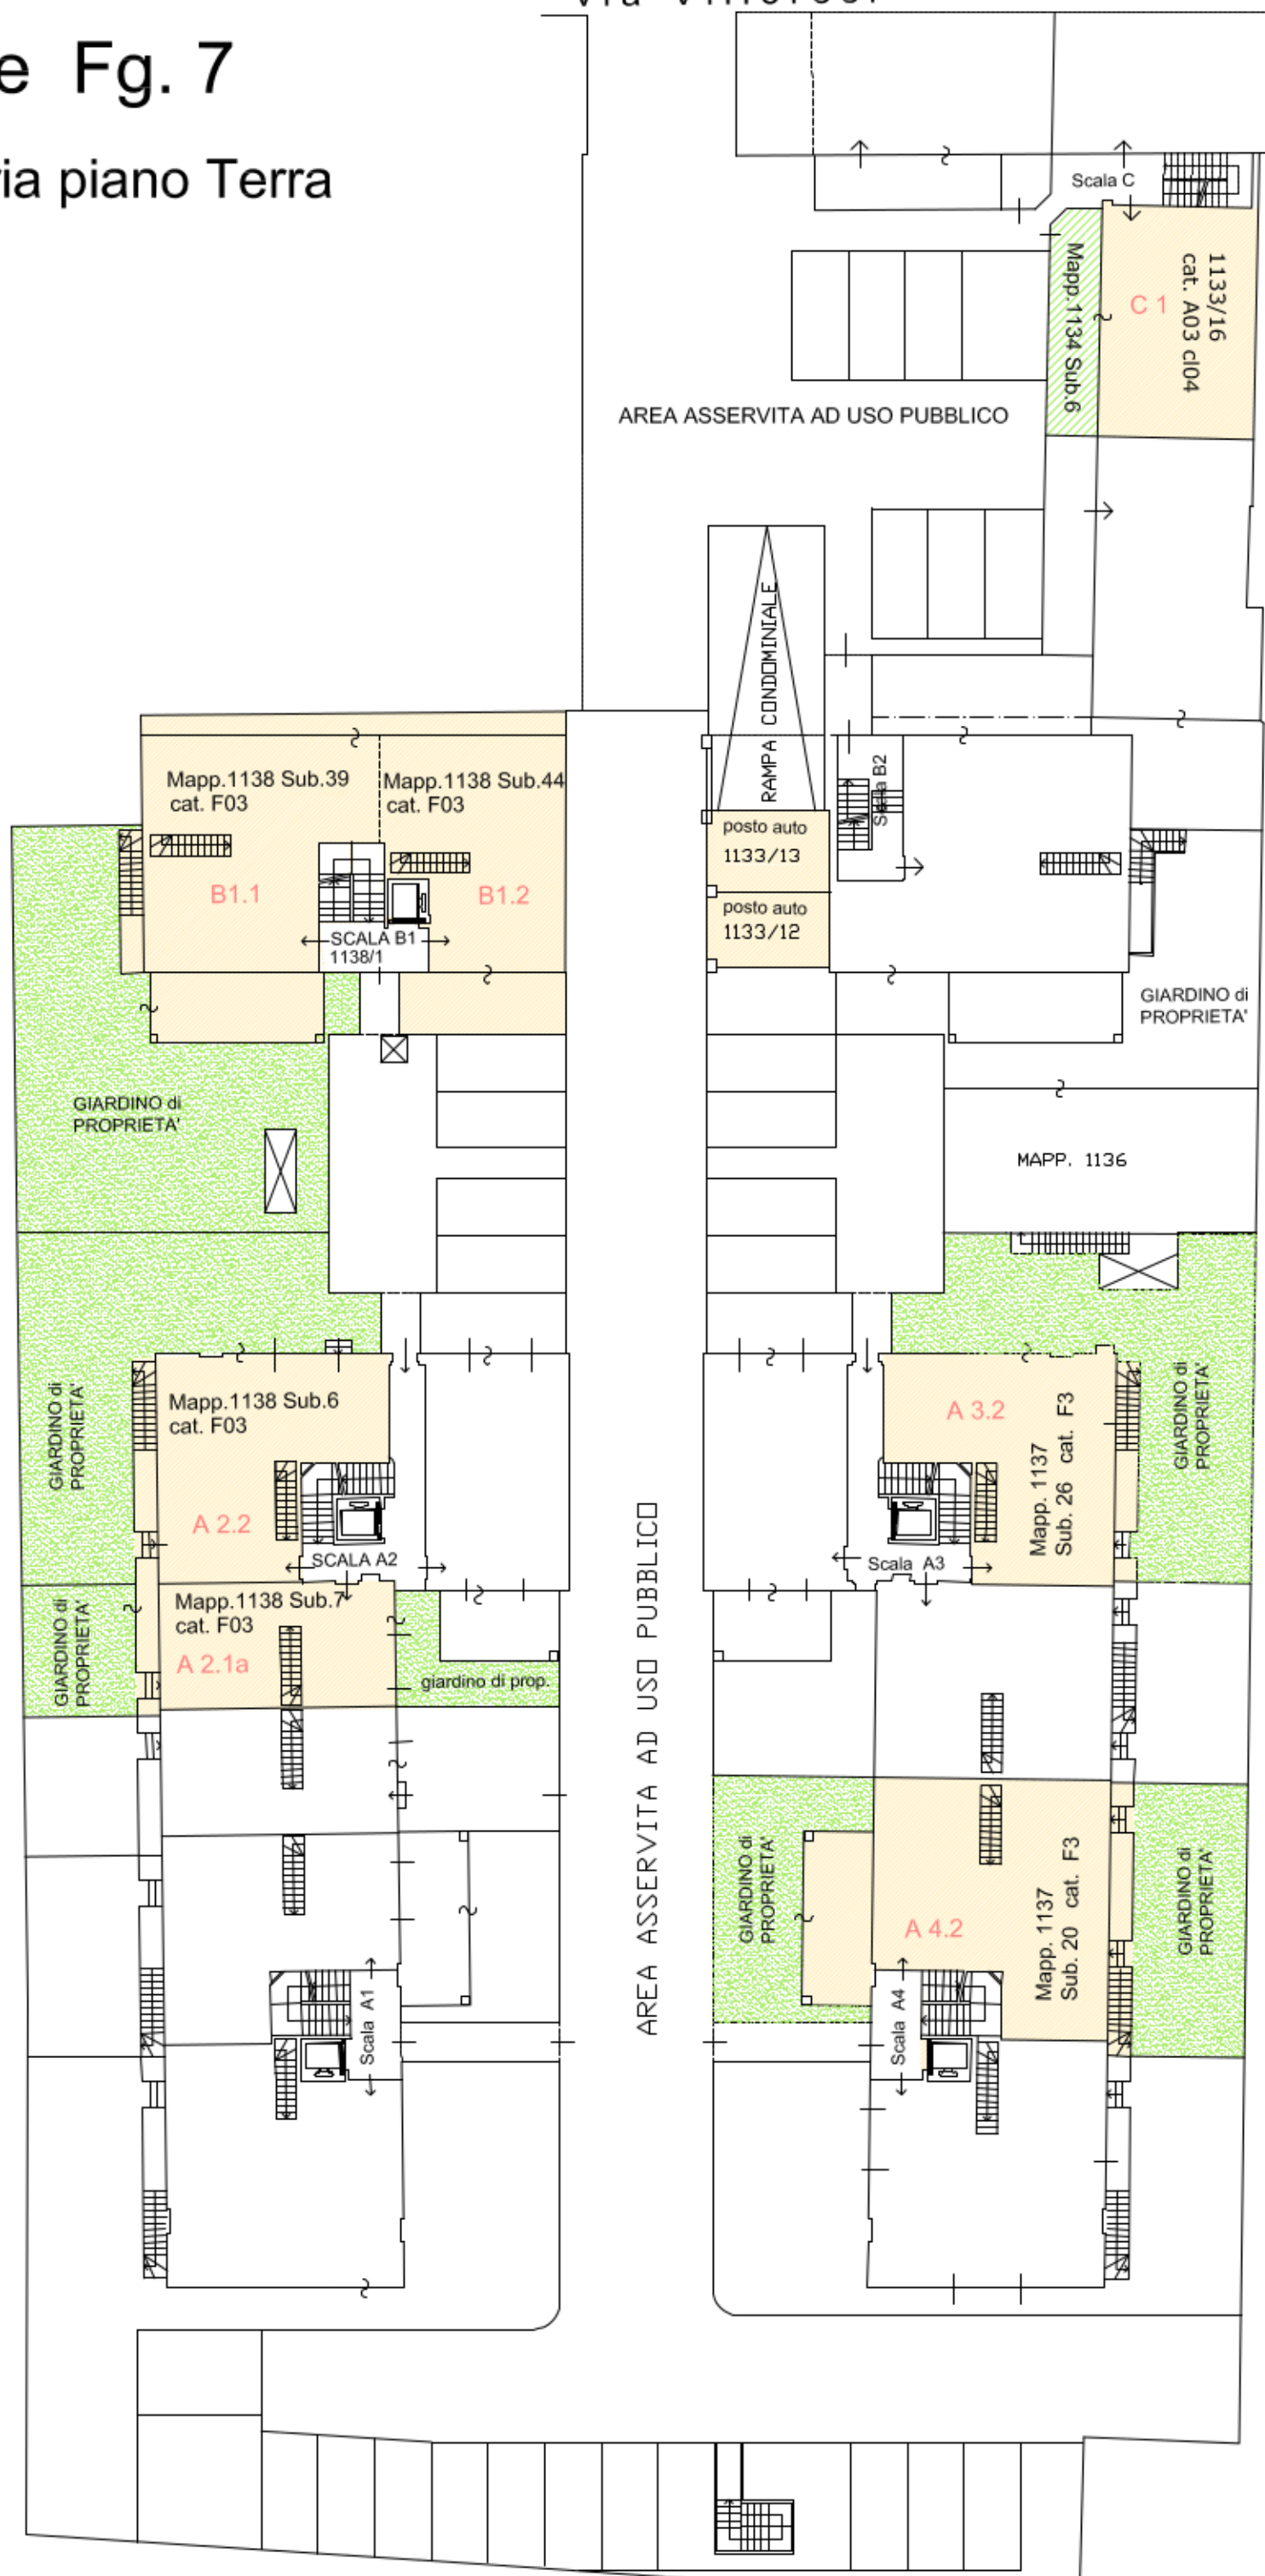 e Fg. 7
via piano Terra
Scala C
1133/16
cat. A03 cl04
C 1
Mapp.1134 Sub.6
AREA ASSERVITA AD USO PUBBLICO
RAMPA CONDOMINIALE
Mapp.1138 Sub.39
cat. F03
Mapp.1138 Sub.44
cat. F03
Scala B2
posto auto
1133/13
B1.1
B1.2
posto auto
1133/12
SCALA B1
1138/1
GIARDINO di
PROPRIETA'
GIARDINO di
PROPRIETA'
MAPP. 1136
GIARDINO di
PROPRIETA'
Mapp.1138 Sub.6
cat. F03
A 2.2
SCALA A2
A 3.2
Mapp. 1137
Sub. 26 cat. F3
Scala A3
GIARDINO di
PROPRIETA'
GIARDINO di
PROPRIETA'
Mapp.1138 Sub.7
cat. F03
A 2.1a
giardino di prop.
AREA ASSERVITA AD USO PUBBLICO
GIARDINO di
PROPRIETA'
A 4.2
Mapp. 1137
Sub. 20 cat. F3
GIARDINO di
PROPRIETA'
Scala A1
Scala A4